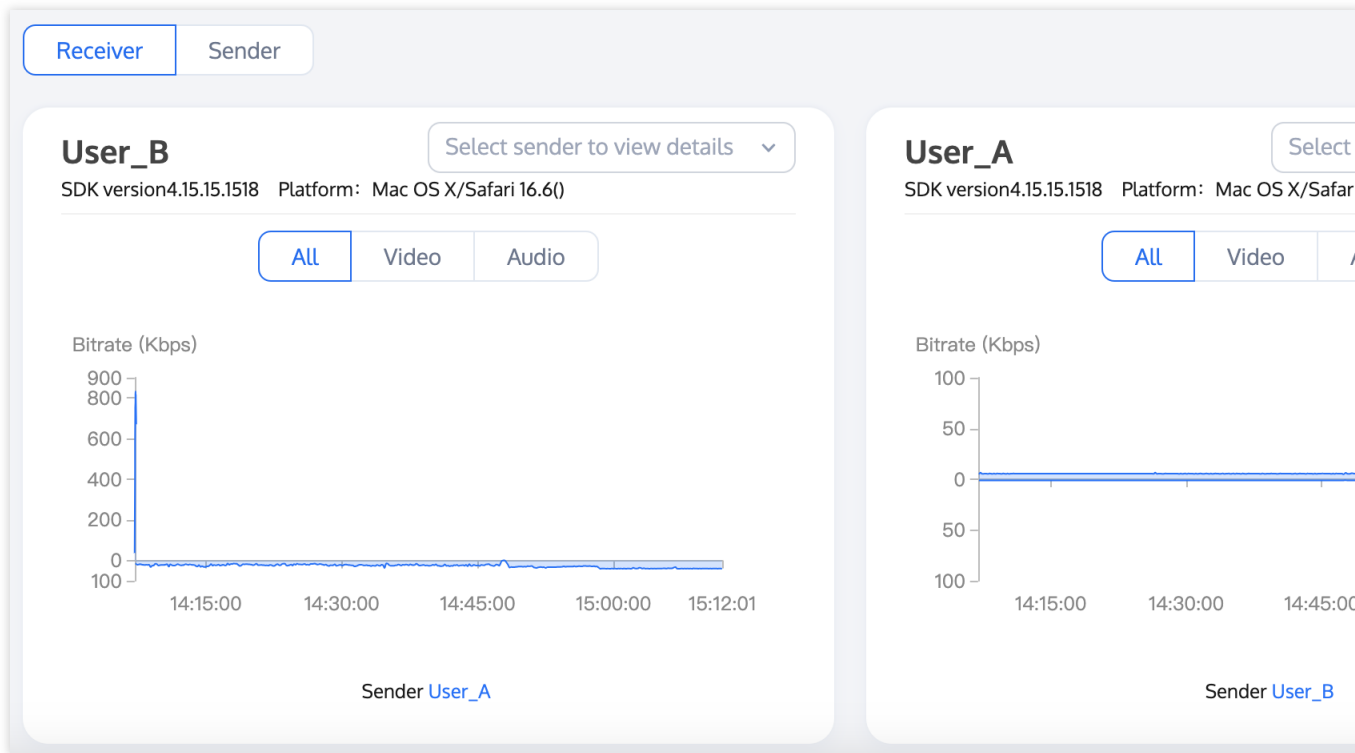 Receiver Sender
User_B
Select sender to view details
SDK version4.15.15.1518 Platform： Mac OS X/Safari 16.6()
All Video Audio
Bitrate (Kbps)
900
800
600
400
200
0
100
14:15:00 14:30:00 14:45:00 15:00:00 15:12:01
Sender User_A
User_A
Select
SDK version4.15.15.1518 Platform： Mac OS X/Safar
All Video
Bitrate (Kbps)
100
50
0
50
100
14:15:00 14:30:00 14:45:00
Sender User_B